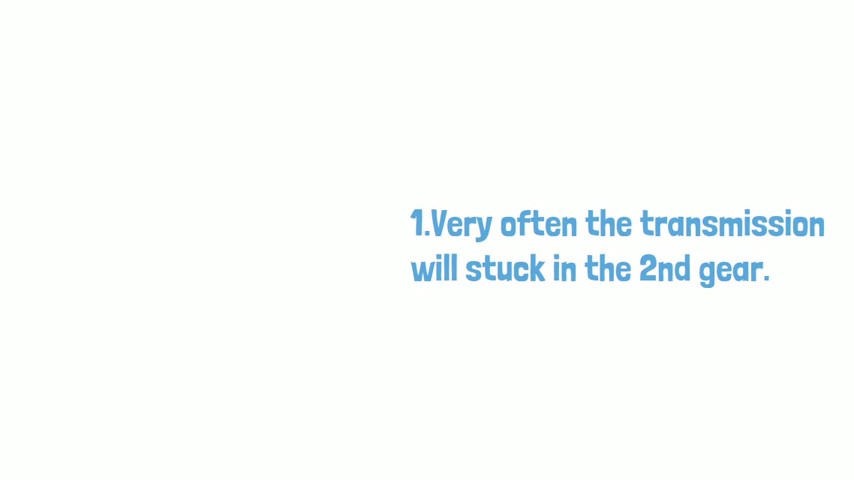 1.Very often the transmission
will stuck in the 2nd gear.